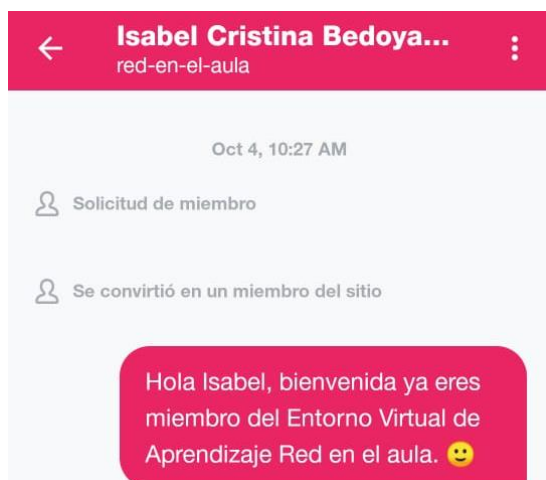 Isabel Cristina Bedoya...
red-en-el-aula
Oct 4, 10:27 AM
Solicitud de miembro
Se convirtió en un miembro del sitio
Hola Isabel, bienvenida ya eres
miembro del Entorno Virtual de
Aprendizaje Red en el aula. 🙂